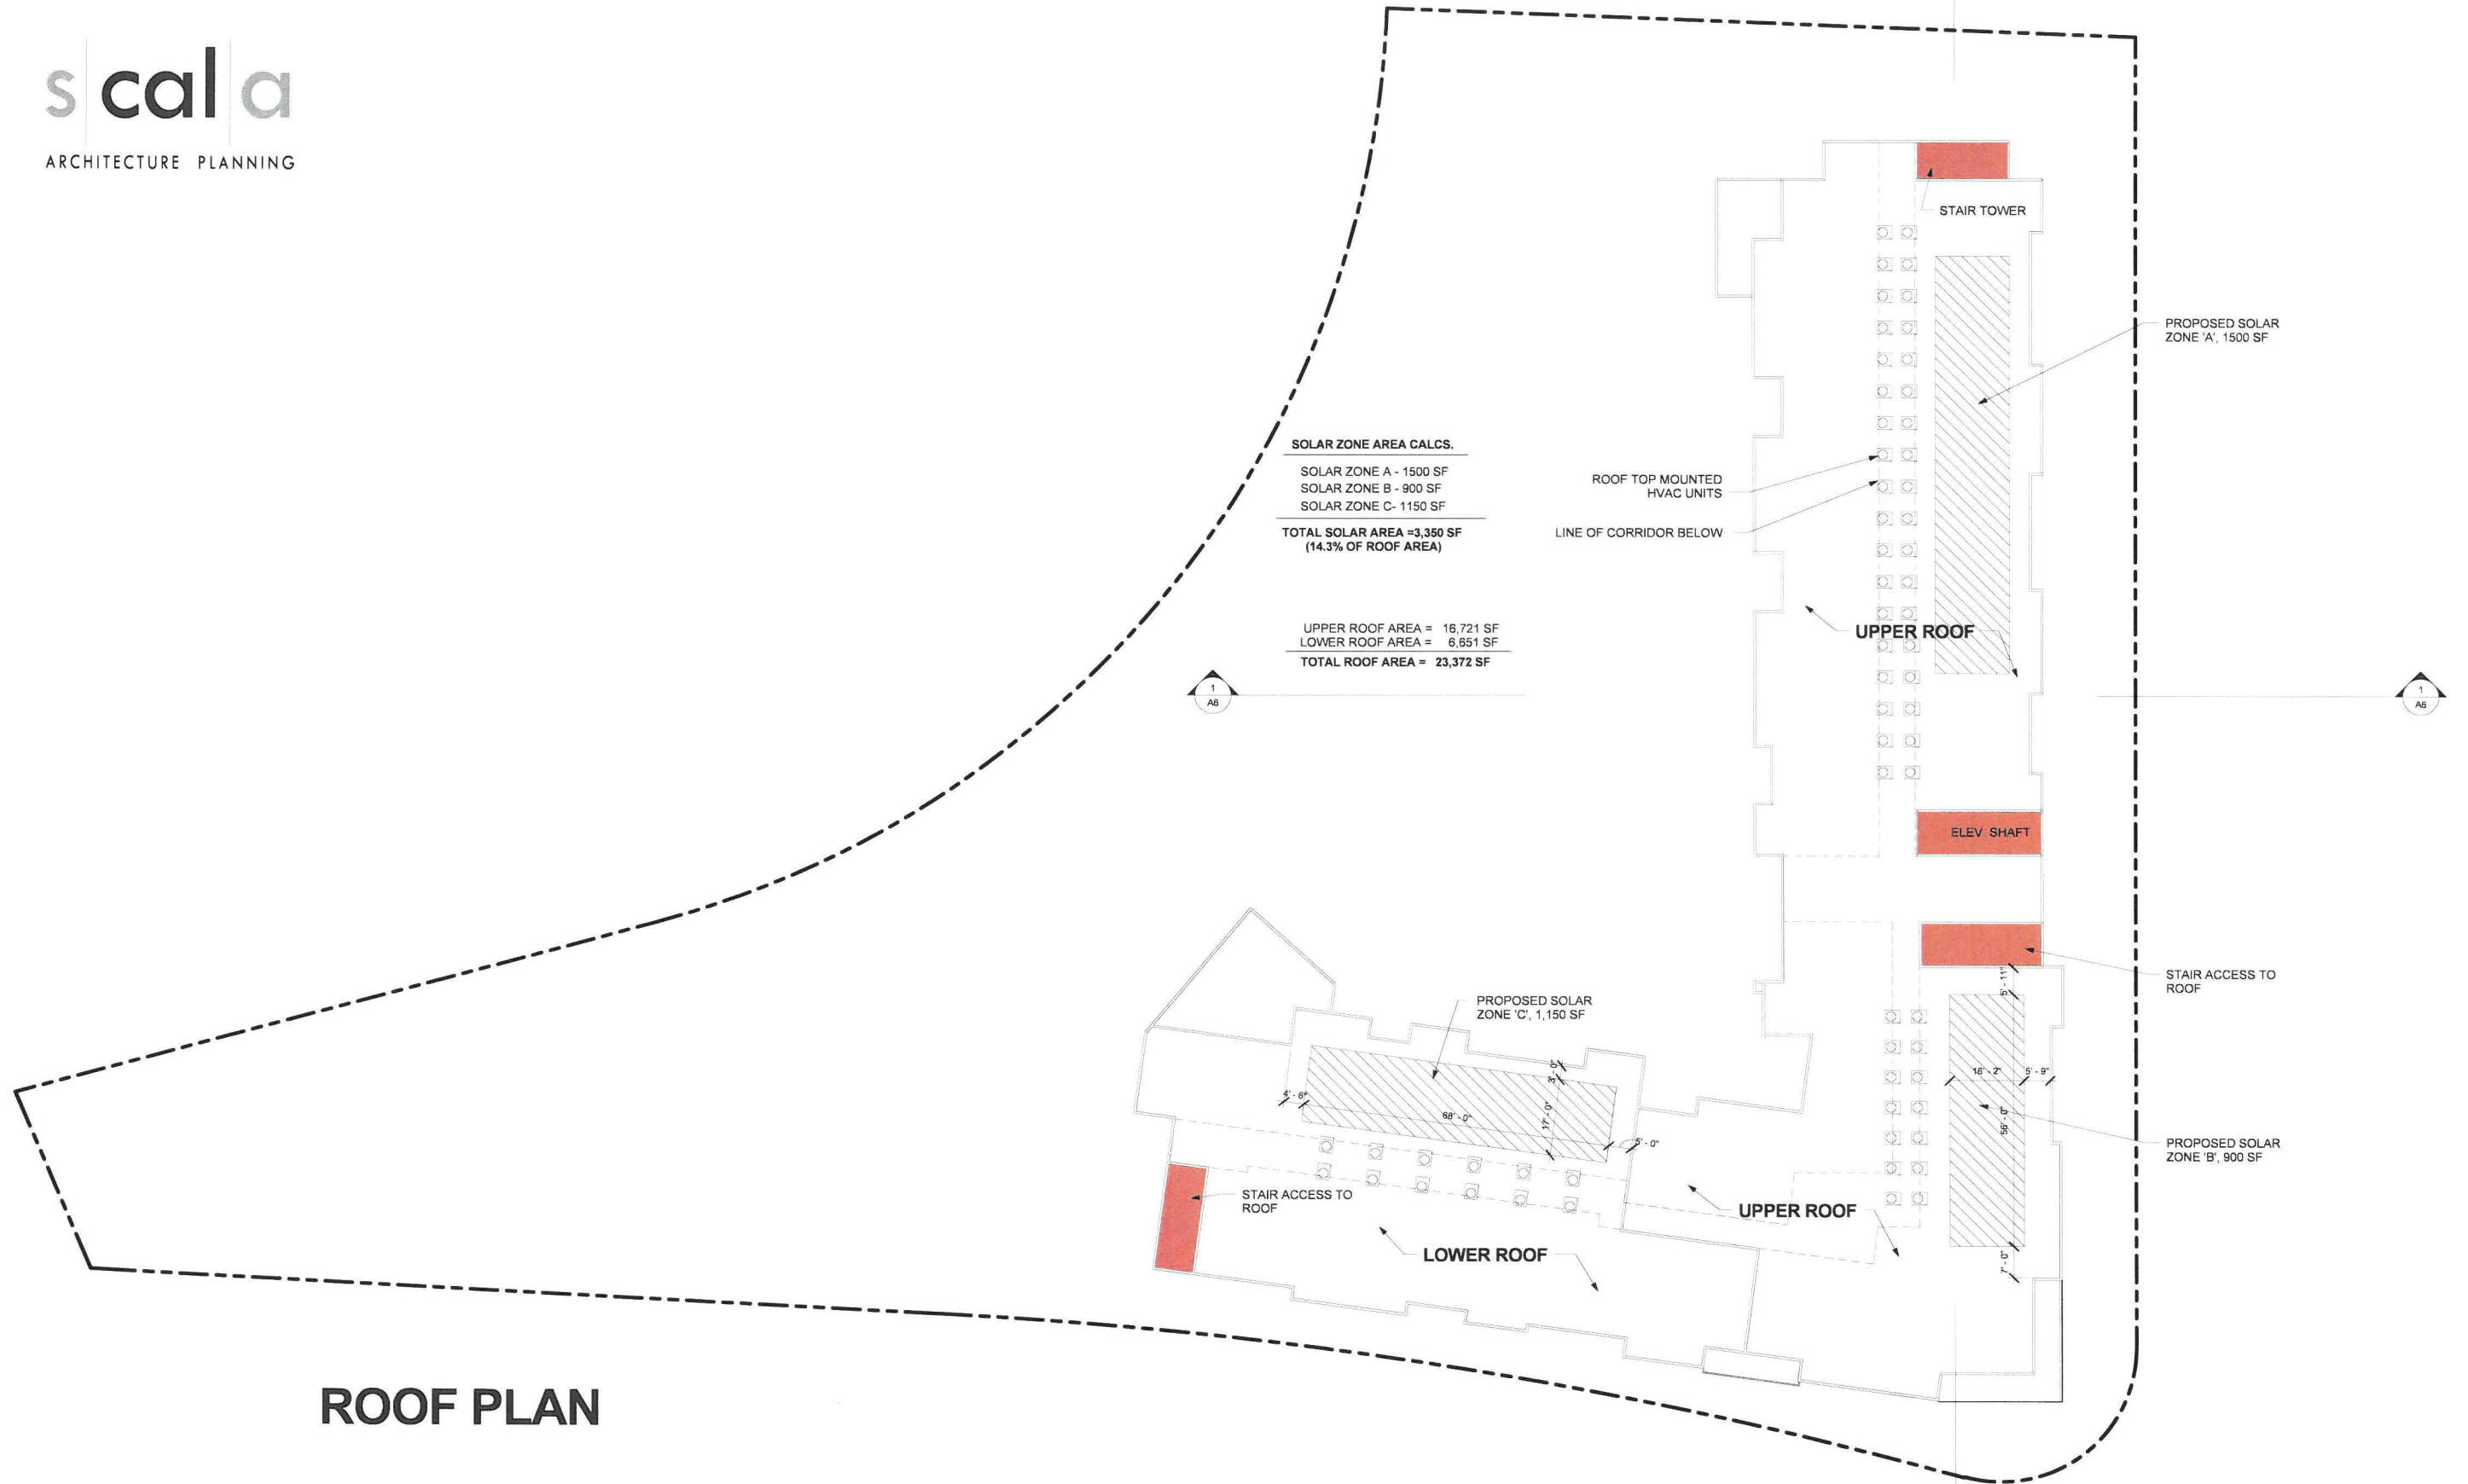 s cal a
ARCHITECTURE PLANNING
STAIR TOWER
PROPOSED SOLAR
ZONE 'A', 1500 SF
SOLAR ZONE AREA CALCS.
SOLAR ZONE A - 1500 SF
SOLAR ZONE B - 900 SF
SOLAR ZONE C- 1150 SF
TOTAL SOLAR AREA =3,350 SF
(14.3% OF ROOF AREA)
ROOF TOP MOUNTED
HVAC UNITS
LINE OF CORRIDOR BELOW
UPPER ROOF AREA = 16,721 SF
LOWER ROOF AREA = 6,651 SF
TOTAL ROOF AREA = 23,372 SF
UPPER ROOF
1
A6
1
A6
ELEV. SHAFT
STAIR ACCESS TO
ROOF
5' - 11"
PROPOSED SOLAR
ZONE 'C', 1,150 SF
3' - 0"
4' - 6"
68' - 0"
17' - 0"
5' - 0"
16' - 2"
5' - 9"
56' - 0"
PROPOSED SOLAR
ZONE 'B', 900 SF
STAIR ACCESS TO
ROOF
UPPER ROOF
LOWER ROOF
7' - 0"
ROOF PLAN